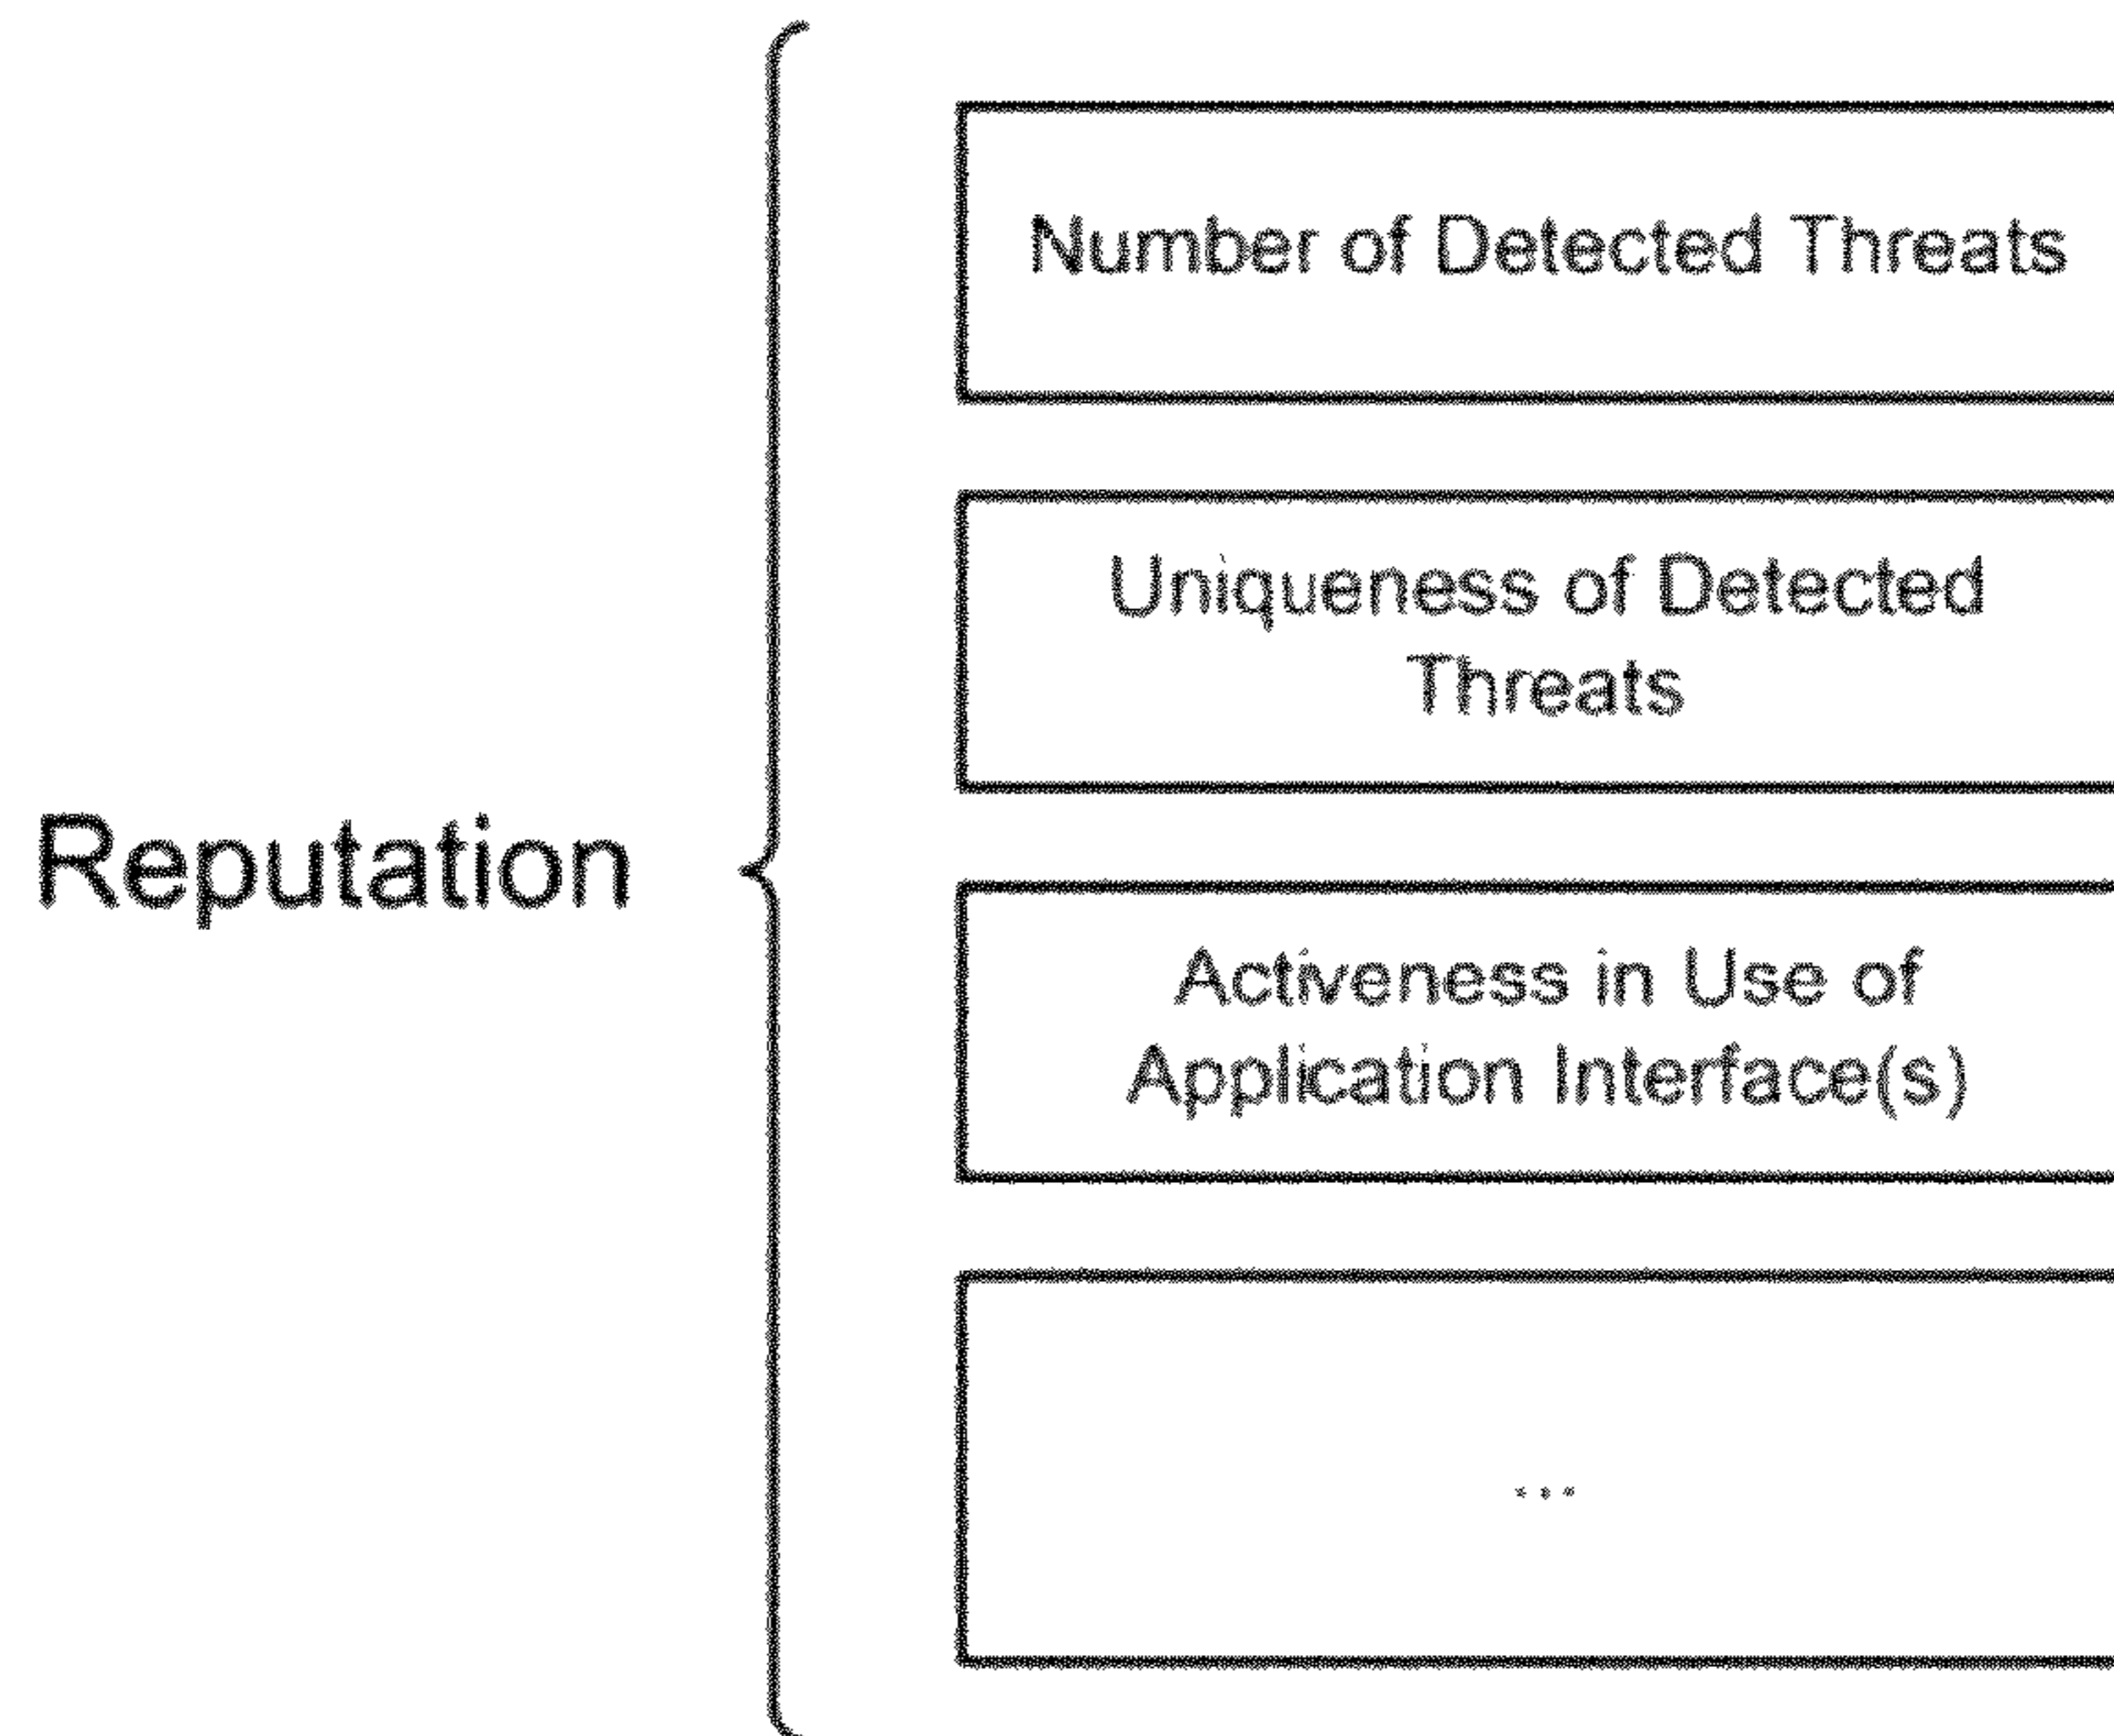 Reputation
Number of Detected Threats
Uniqueness of Detected
Threats
Activeness in Use of
Application Interface(s)
...